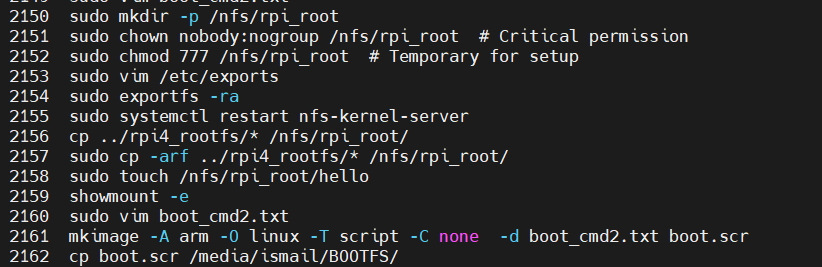 2149  sudo vim boot_cmd2.txt
2150  sudo mkdir -p /nfs/rpi_root
2151  sudo chown nobody:nogroup /nfs/rpi_root  # Critical permission
2152  sudo chmod 777 /nfs/rpi_root  # Temporary for setup
2153  sudo vim /etc/exports
2154  sudo exportfs -ra
2155  sudo systemctl restart nfs-kernel-server
2156  cp ../rpi4_rootfs/* /nfs/rpi_root/
2157  sudo cp -arf ../rpi4_rootfs/* /nfs/rpi_root/
2158  sudo touch /nfs/rpi_root/hello
2159  showmount -e
2160  sudo vim boot_cmd2.txt
2161  mkimage -A arm -O linux -T script -C none  -d boot_cmd2.txt boot.scr
2162  cp boot.scr /media/ismail/BOOTFS/